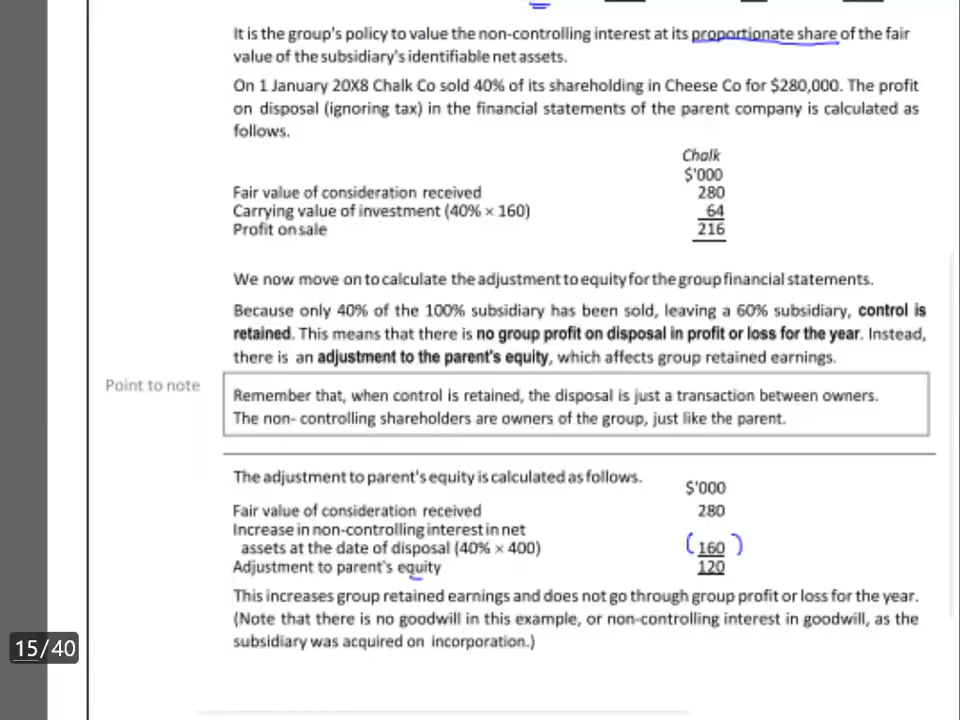 It is the group's policy to value the non-controlling interest at its proportionate share of the fair
value of the subsidiary's identifiable net assets.
On 1 January 20X8 Chalk Co sold 40% of its shareholding in Cheese Co for $280,000. The profit
on disposal (ignoring tax) in the financial statements of the parent company is calculated as
follows.
Chalk
$'000
Fair value of consideration received 280
Carrying value of investment (40% × 160) 64
Profit on sale 216
We now move on to calculate the adjustment to equity for the group financial statements.
Because only 40% of the 100% subsidiary has been sold, leaving a 60% subsidiary, control is
retained. This means that there is no group profit on disposal in profit or loss for the year. Instead,
there is an adjustment to the parent's equity, which affects group retained earnings.
Point to note
Remember that, when control is retained, the disposal is just a transaction between owners.
The non- controlling shareholders are owners of the group, just like the parent.
The adjustment to parent's equity is calculated as follows.
$'000
Fair value of consideration received 280
Increase in non-controlling interest in net
assets at the date of disposal (40% × 400) (160)
Adjustment to parent's equity 120
This increases group retained earnings and does not go through group profit or loss for the year.
(Note that there is no goodwill in this example, or non-controlling interest in goodwill, as the
subsidiary was acquired on incorporation.)
15/40